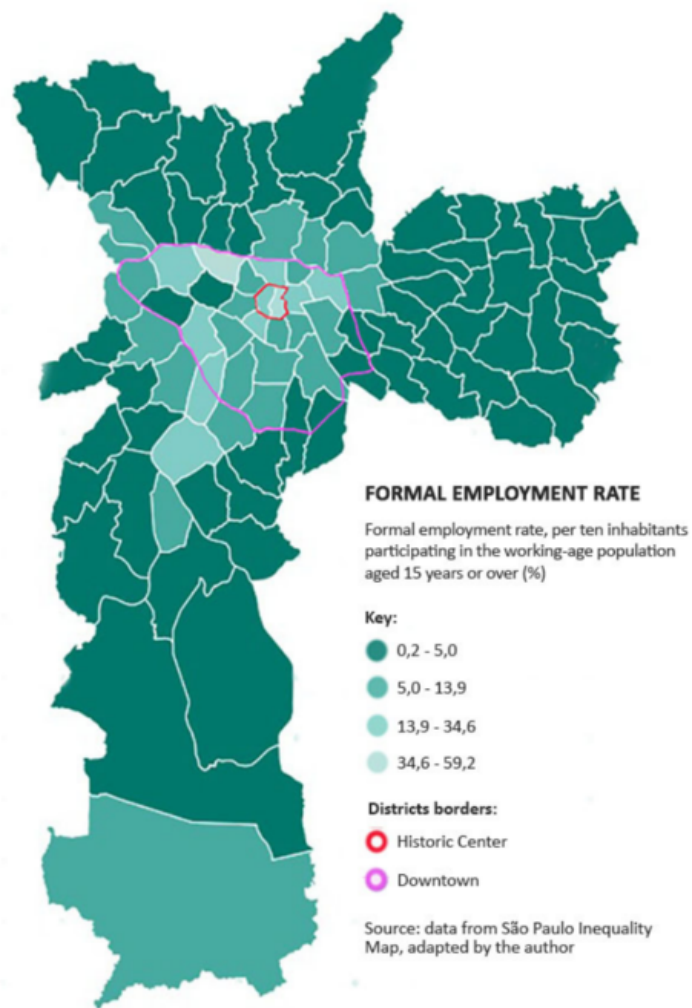 FORMAL EMPLOYMENT RATE
Formal employment rate, per ten inhabitants
participating in the working-age population
aged 15 years or over (%)
Key:
0,2 - 5,0
5,0 - 13,9
13,9 - 34,6
34,6 - 59,2
Districts borders:
Historic Center
Downtown
Source: data from São Paulo Inequality
Map, adapted by the author